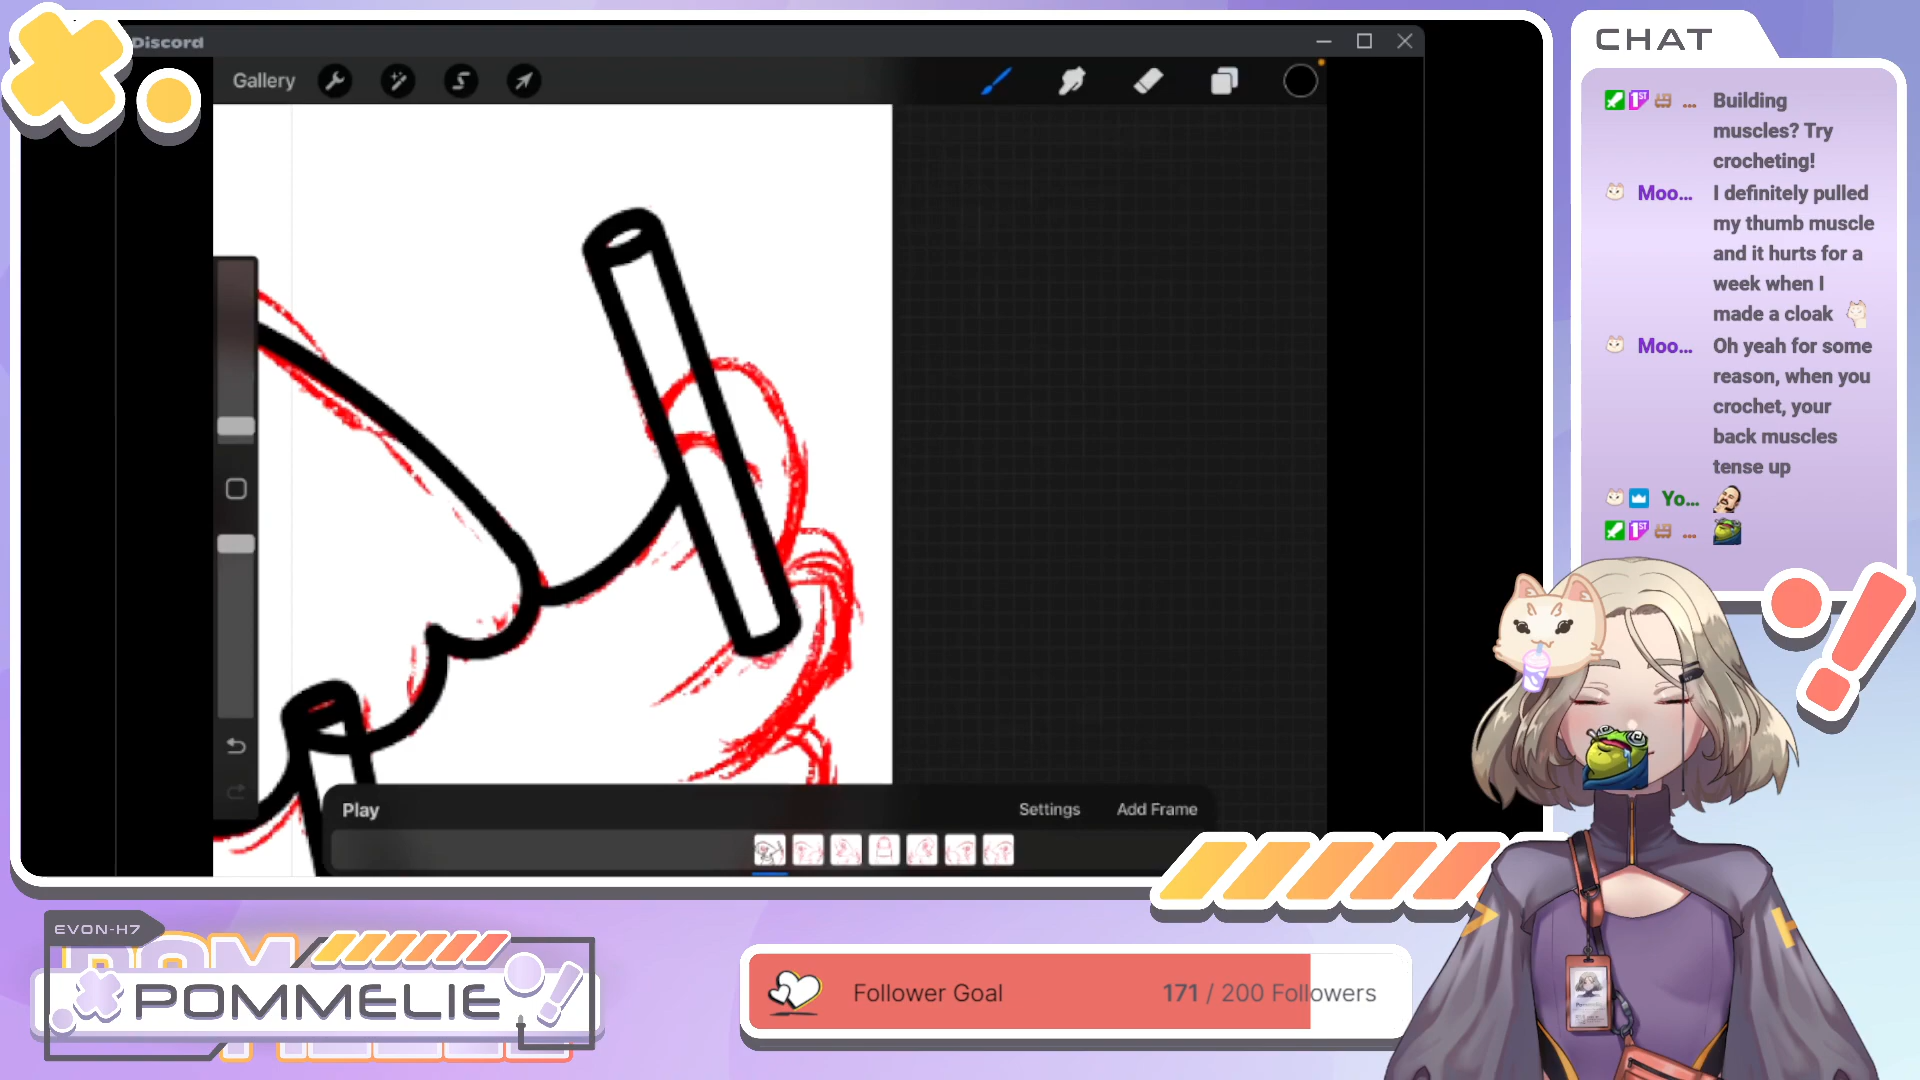 Discord
Gallery
Play
Settings
Add Frame
CHAT
1ST
...
Building
muscles? Try
crocheting!
Moo...
I definitely pulled
my thumb muscle
and it hurts for a
week when I
made a cloak
Moo...
Oh yeah for some
reason, when you
crochet, your
back muscles
tense up
Yo...
1ST
...
EVON-H7
POMMELIE
Follower Goal
171 / 200 Followers